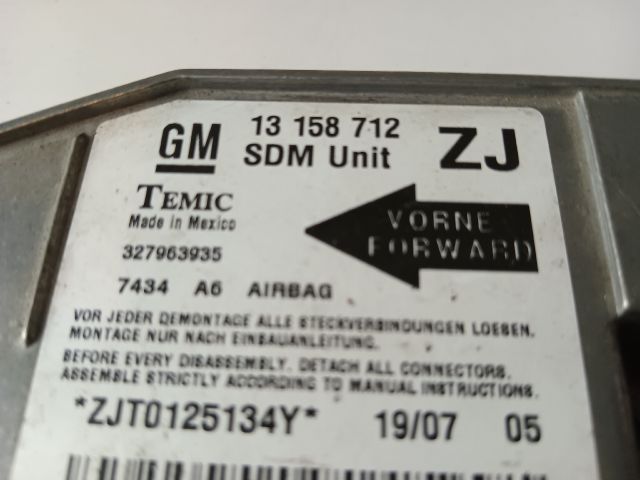 GM 13 158 712 ZJ
SDM Unit
TEMIC
Made in Mexico
VORNE
FORWARD
327963935
7434 A6 AIRBAG
VOR JEDER DEMONTAGE ALLE STECKVERBINDUNGEN LOESEN.
MONTAGE NUR NACH EINBAUANLEITUNG.
BEFORE EVERY DISASSEMBLY. DETACH ALL CONNECTORS.
ASSEMBLE STRICTLY ACCORDING TO MANUAL INSTRUCTIONS.
*ZJT0125134Y* 19/07 05